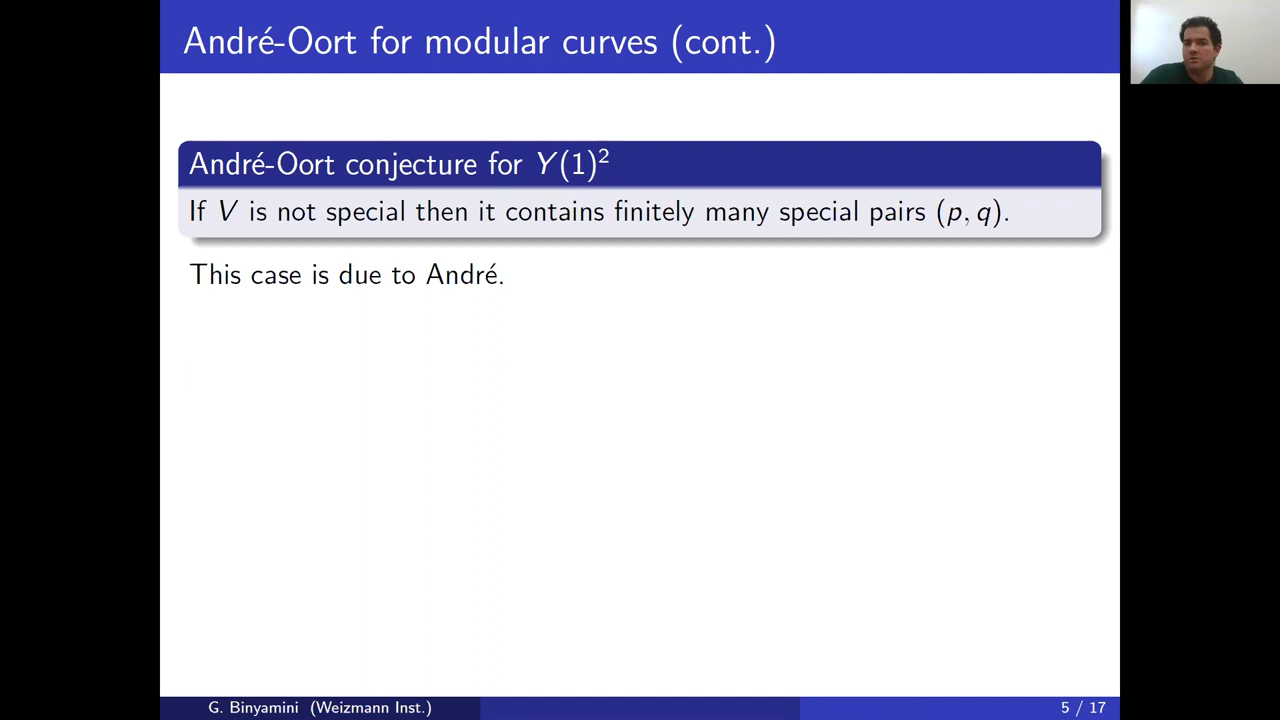 André-Oort for modular curves (cont.)
André-Oort conjecture for Y(1)²
If V is not special then it contains finitely many special pairs (p, q).
This case is due to André.
G. Binyamini (Weizmann Inst.)
5 / 17